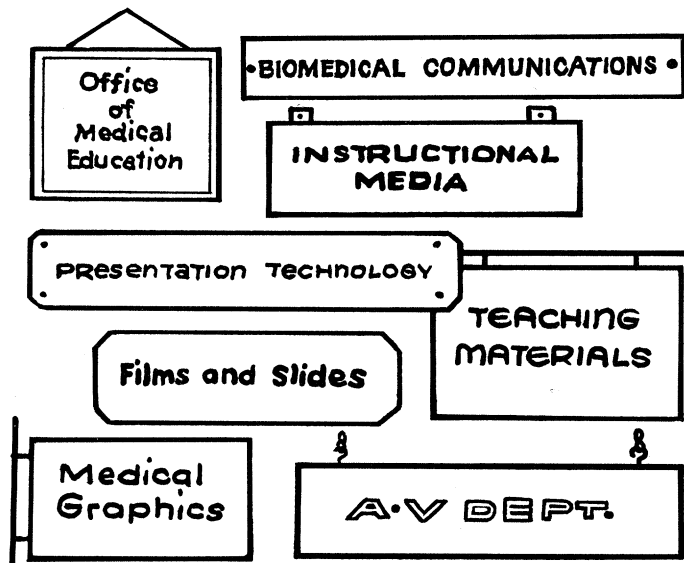 Office
of
Medical
Education
•BIOMEDICAL COMMUNICATIONS•
INSTRUCTIONAL
MEDIA
PRESENTATION TECHNOLOGY
TEACHING
MATERIALS
Films and Slides
Medical
Graphics
A•V DEPT.